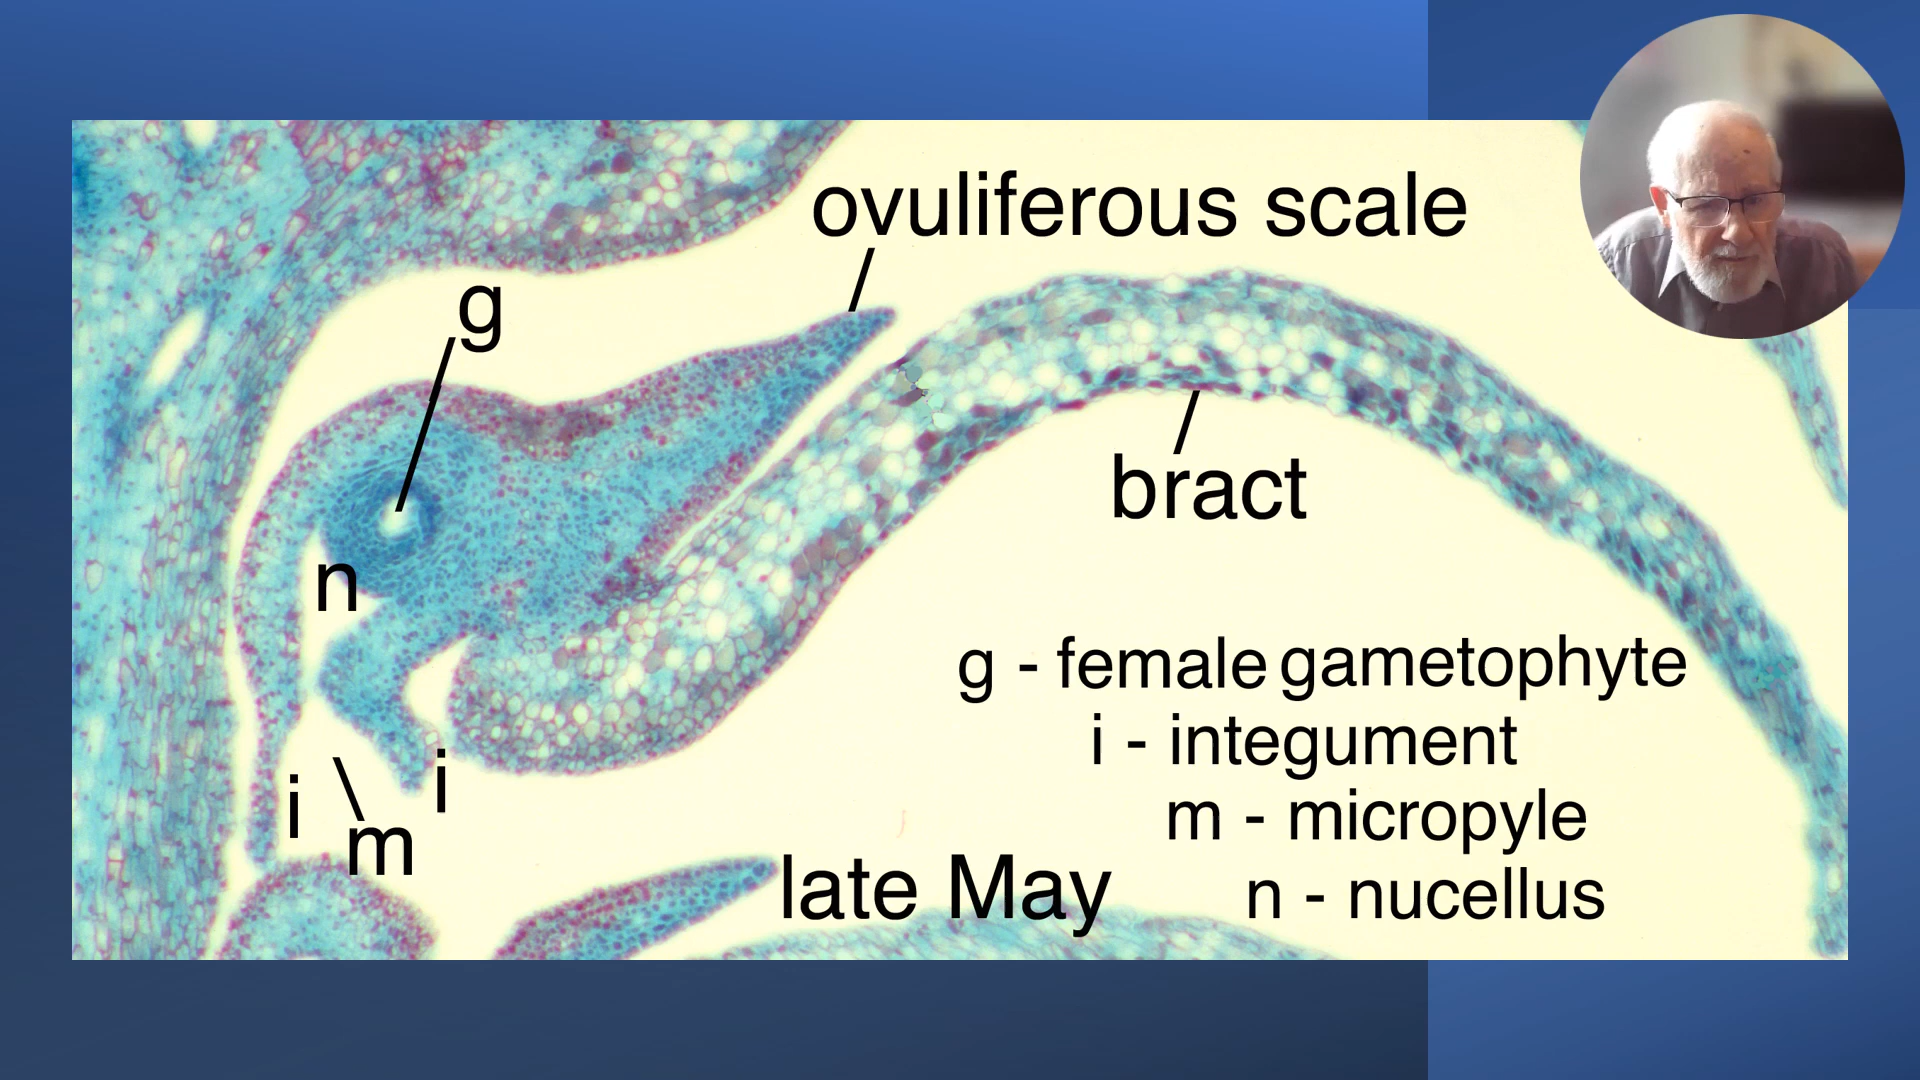 ovuliferous scale
g
bract
n
g - female gametophyte
i - integument
i
i
m
m - micropyle
late May
n - nucellus